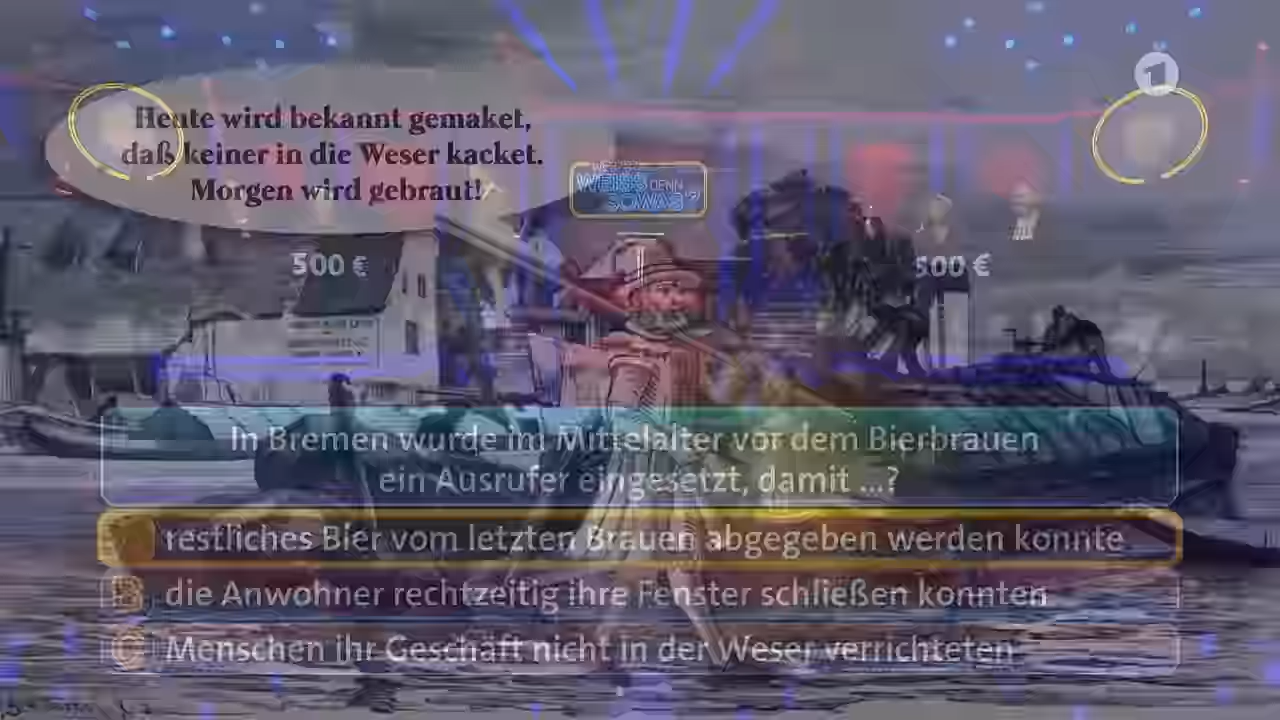 Heute wird bekannt gemaket,
daß keiner in die Weser kacket.
Morgen wird gebraut!
WEISS DENN
SOWAS
500 €
500 €
In Bremen wurde im Mittelalter vor dem Bierbrauen
ein Ausrufer eingesetzt, damit ...?
restliches Bier vom letzten Brauen abgegeben werden konnte
B die Anwohner rechtzeitig ihre Fenster schließen konnten
C Menschen ihr Geschäft nicht in der Weser verrichteten
1